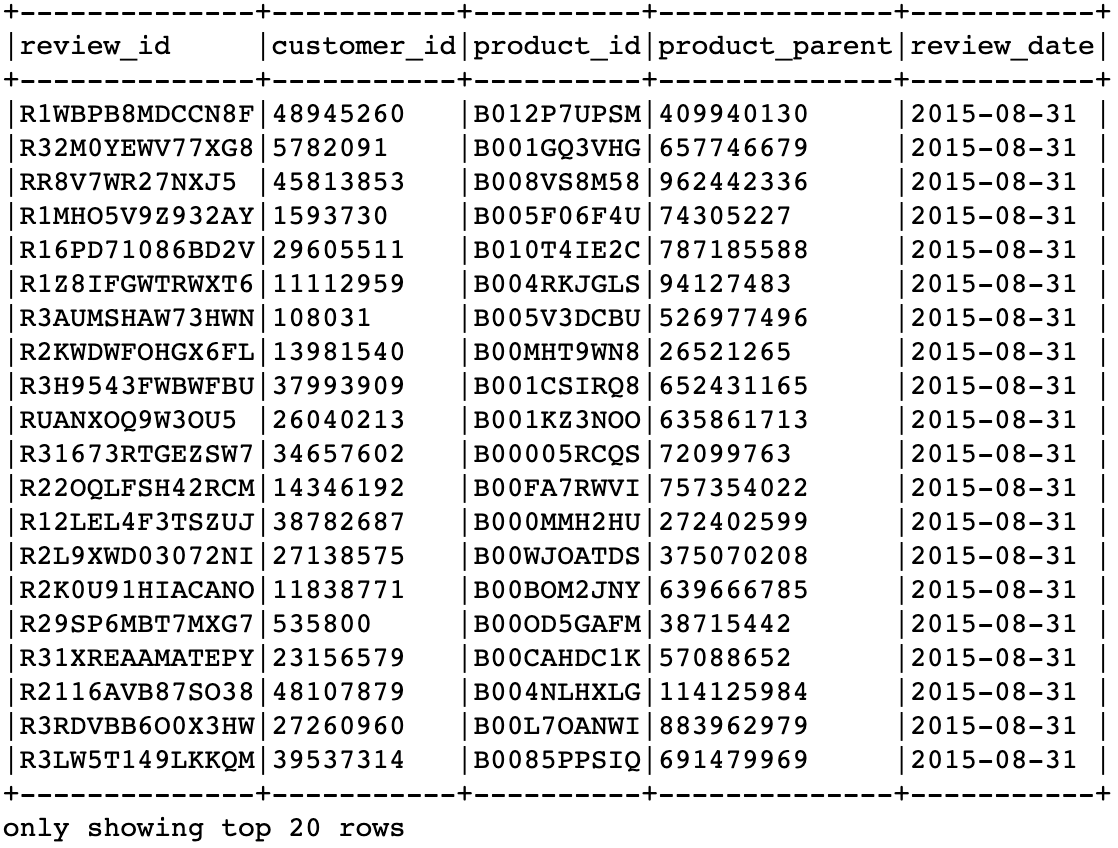 +--------------+-----------+----------+--------------+-----------+
|review_id     |customer_id|product_id|product_parent|review_date|
+--------------+-----------+----------+--------------+-----------+
|R1WBPB8MDCCN8F|48945260   |B012P7UPSM|409940130     |2015-08-31 |
|R32M0YEWV77XG8|5782091    |B001GQ3VHG|657746679     |2015-08-31 |
|RR8V7WR27NXJ5 |45813853   |B008VS8M58|962442336     |2015-08-31 |
|R1MHO5V9Z932AY|1593730    |B005F06F4U|74305227      |2015-08-31 |
|R16PD71086BD2V|29605511   |B010T4IE2C|787185588     |2015-08-31 |
|R1Z8IFGWTRWXT6|11112959   |B004RKJGLS|94127483      |2015-08-31 |
|R3AUMSHAW73HWN|108031     |B005V3DCBU|526977496     |2015-08-31 |
|R2KWDWFOHGX6FL|13981540   |B00MHT9WN8|26521265      |2015-08-31 |
|R3H9543FWBWFBU|37993909   |B001CSIRQ8|652431165     |2015-08-31 |
|RUANXOQ9W3OU5 |26040213   |B001KZ3NOO|635861713     |2015-08-31 |
|R31673RTGEZSW7|34657602   |B00005RCQS|72099763      |2015-08-31 |
|R22OQLFSH42RCM|14346192   |B00FA7RWVI|757354022     |2015-08-31 |
|R12LEL4F3TSZUJ|38782687   |B000MMH2HU|272402599     |2015-08-31 |
|R2L9XWD03072NI|27138575   |B00WJOATDS|375070208     |2015-08-31 |
|R2K0U91HIACANO|11838771   |B00BOM2JNY|639666785     |2015-08-31 |
|R29SP6MBT7MXG7|535800     |B00OD5GAFM|38715442      |2015-08-31 |
|R31XREAAMATEPY|23156579   |B00CAHDC1K|57088652      |2015-08-31 |
|R2116AVB87SO38|48107879   |B004NLHXLG|114125984     |2015-08-31 |
|R3RDVBB6O0X3HW|27260960   |B00L7OANWI|883962979     |2015-08-31 |
|R3LW5T149LKKQM|39537314   |B0085PPSIQ|691479969     |2015-08-31 |
+--------------+-----------+----------+--------------+-----------+
only showing top 20 rows